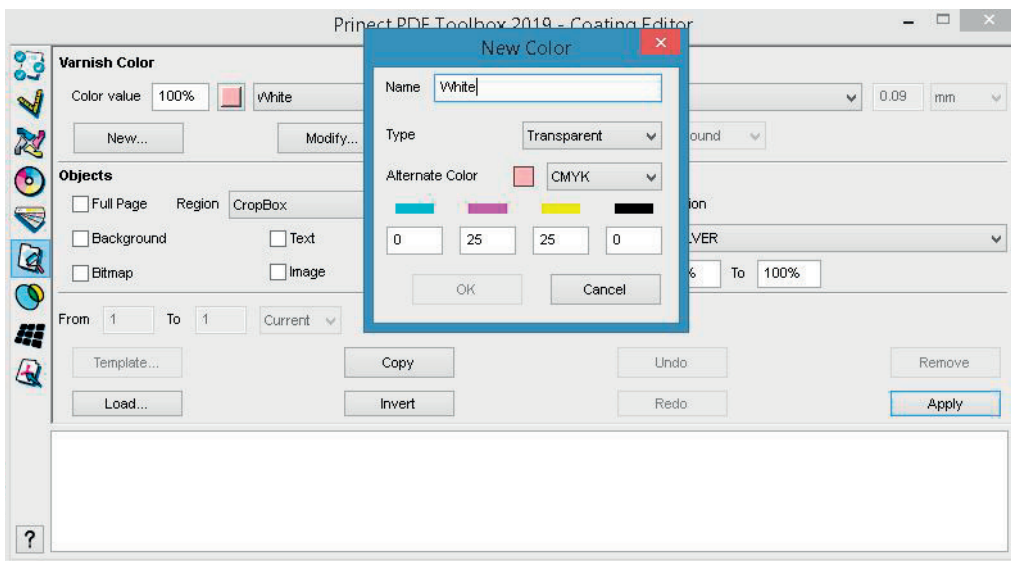 Prinect PDF Toolbox 2019 - Coating Editor
New Color
Varnish Color
Color value 100% White
0.09 mm
New... Modify...
ound
Name White
Type Transparent
Alternate Color CMYK
0 25 25 0
OK Cancel
Objects
Full Page Region CropBox
ion
Background Text
VER
Bitmap Image
% To 100%
From 1 To 1 Current
Template... Copy Undo Remove
Load... Invert Redo Apply
?